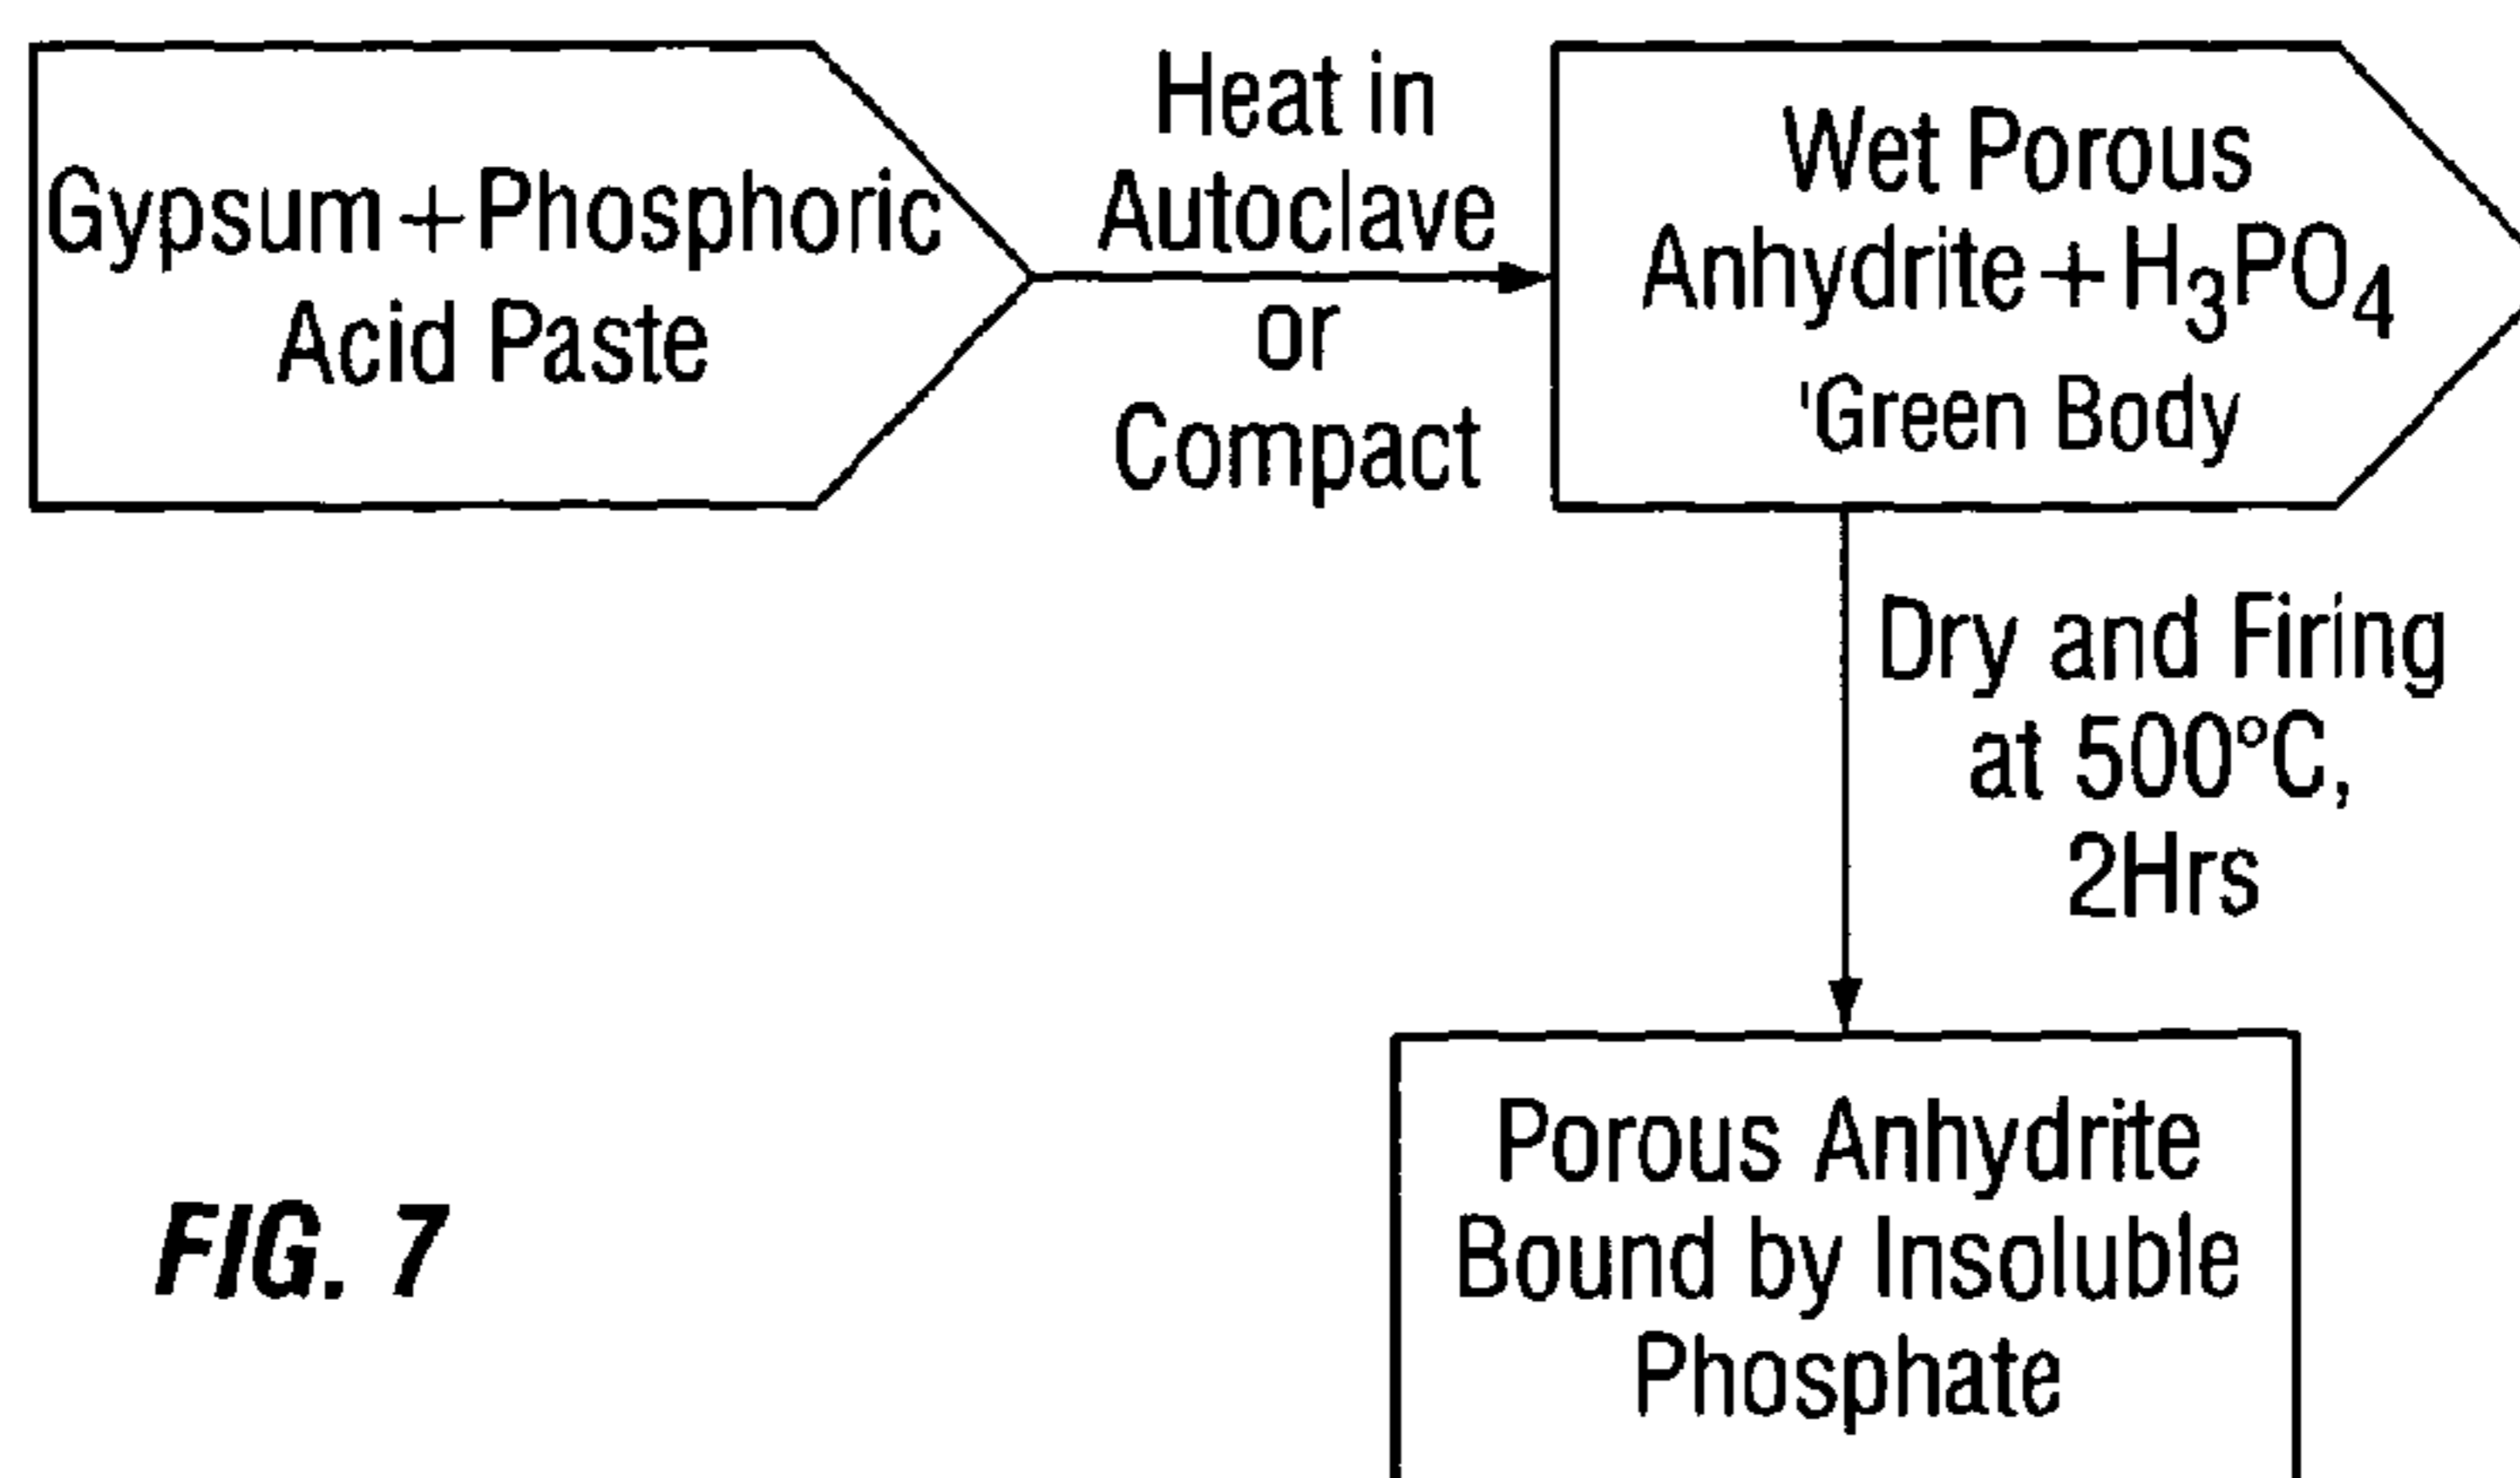 Gypsum + Phosphoric
Acid Paste
Heat in
Autoclave
or
Compact
Wet Porous
Anhydrite + H₃PO₄
'Green Body
Dry and Firing
at 500°C,
2Hrs
Porous Anhydrite
Bound by Insoluble
Phosphate
FIG. 7